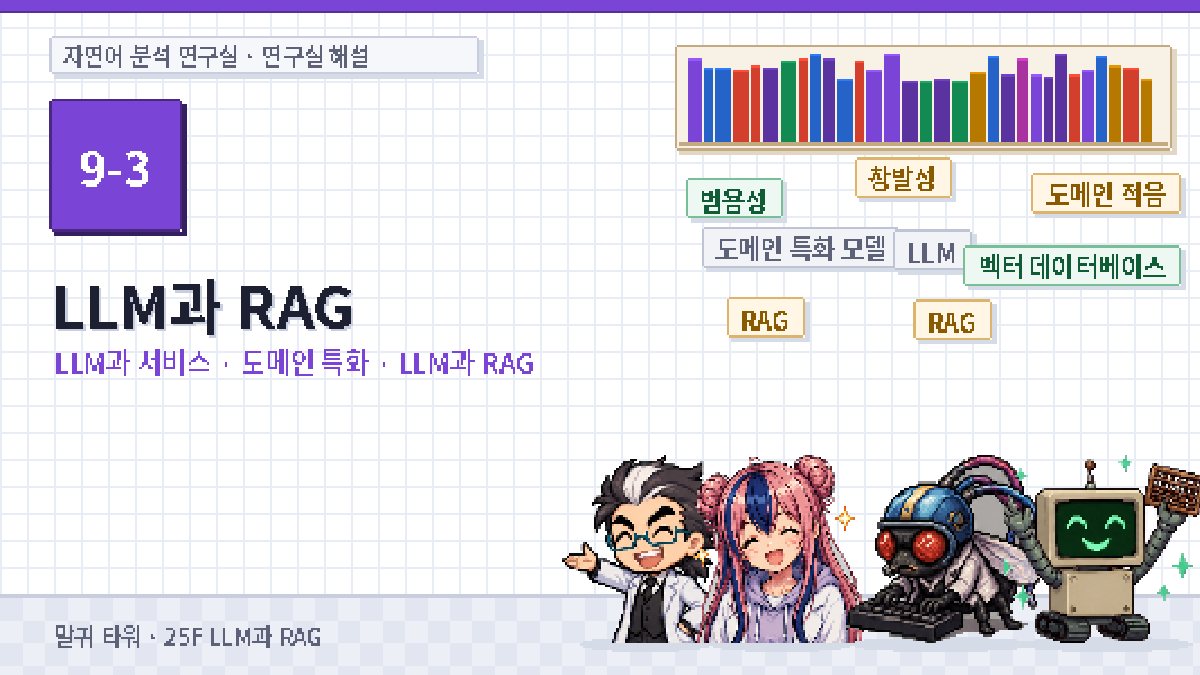 자연어 분석 연구실 · 연구실 해설
9-3
LLM과 RAG
LLM과 서비스 · 도메인 특화 · LLM과 RAG
창발성
범용성
도메인 적응
도메인 특화 모델
LLM
벡터 데이터베이스
RAG
RAG
말귀 타워 · 25F LLM과 RAG